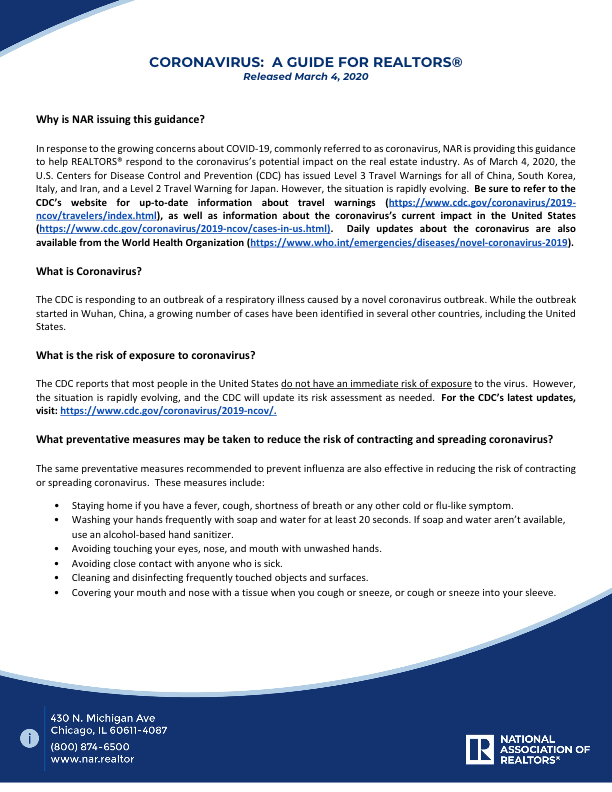 CORONAVIRUS: A GUIDE FOR REALTORS®
Released March 4, 2020
Why is NAR issuing this guidance?
In response to the growing concerns about COVID-19, commonly referred to as coronavirus, NAR is providing this guidance
to help REALTORS® respond to the coronavirus's potential impact on the real estate industry. As of March 4, 2020, the
U.S. Centers for Disease Control and Prevention (CDC) has issued Level 3 Travel Warnings for all of China, South Korea,
Italy, and Iran, and a Level 2 Travel Warning for Japan. However, the situation is rapidly evolving. Be sure to refer to the
CDC's website for up-to-date information about travel warnings (https://www.cdc.gov/coronavirus/2019-
ncov/travelers/index.html), as well as information about the coronavirus's current impact in the United States
(https://www.cdc.gov/coronavirus/2019-ncov/cases-in-us.html). Daily updates about the coronavirus are also
available from the World Health Organization (https://www.who.int/emergencies/diseases/novel-coronavirus-2019).
What is Coronavirus?
The CDC is responding to an outbreak of a respiratory illness caused by a novel coronavirus outbreak. While the outbreak
started in Wuhan, China, a growing number of cases have been identified in several other countries, including the United
States.
What is the risk of exposure to coronavirus?
The CDC reports that most people in the United States do not have an immediate risk of exposure to the virus. However,
the situation is rapidly evolving, and the CDC will update its risk assessment as needed. For the CDC's latest updates,
visit: https://www.cdc.gov/coronavirus/2019-ncov/.
What preventative measures may be taken to reduce the risk of contracting and spreading coronavirus?
The same preventative measures recommended to prevent influenza are also effective in reducing the risk of contracting
or spreading coronavirus. These measures include:
• Staying home if you have a fever, cough, shortness of breath or any other cold or flu-like symptom.
• Washing your hands frequently with soap and water for at least 20 seconds. If soap and water aren't available,
use an alcohol-based hand sanitizer.
• Avoiding touching your eyes, nose, and mouth with unwashed hands.
• Avoiding close contact with anyone who is sick.
• Cleaning and disinfecting frequently touched objects and surfaces.
• Covering your mouth and nose with a tissue when you cough or sneeze, or cough or sneeze into your sleeve.
430 N. Michigan Ave
Chicago, IL 60611-4087
(800) 874-6500
www.nar.realtor
i
R
NATIONAL
ASSOCIATION OF
REALTORS®